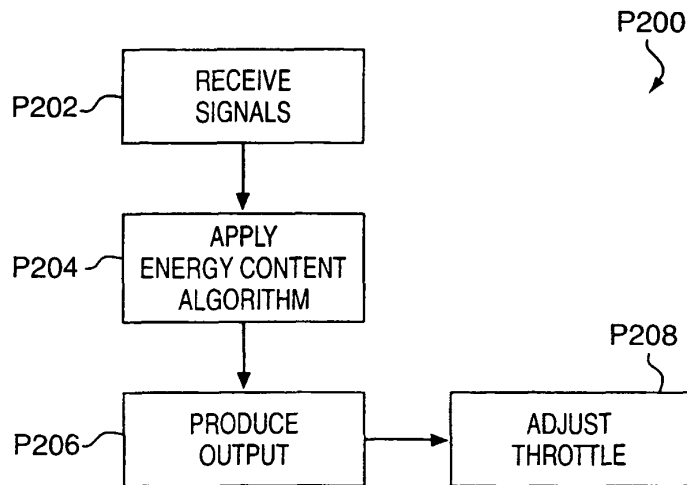 P200
P202
RECEIVE
SIGNALS
P204
APPLY
ENERGY CONTENT
ALGORITHM
P208
P206
PRODUCE
OUTPUT
ADJUST
THROTTLE